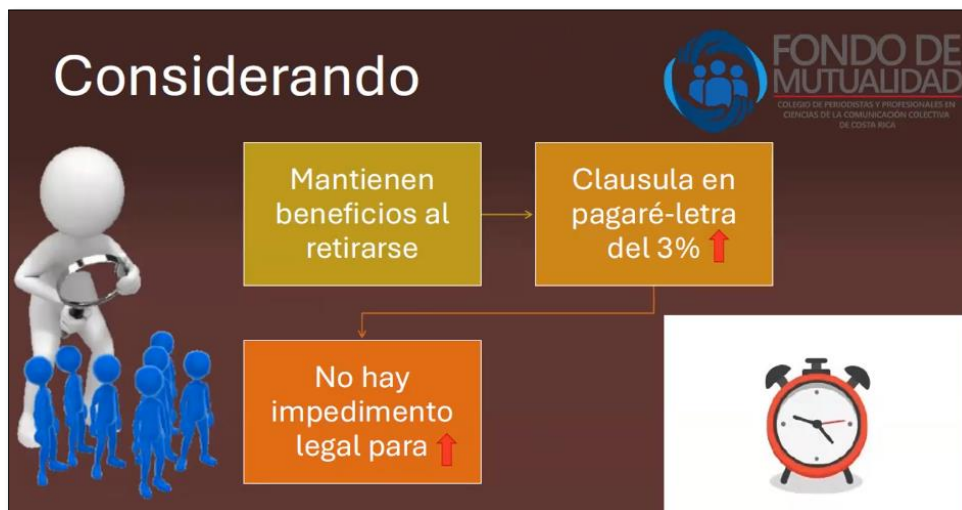 Considerando
FONDO DE
MUTUALIDAD
COLEGIO DE PERIODISTAS Y PROFESIONALES EN
CIENCIAS DE LA COMUNICACIÓN COLECTIVA
DE COSTA RICA
Mantienen
beneficios al
retirarse
Clausula en
pagaré-letra
del 3%
No hay
impedimento
legal para